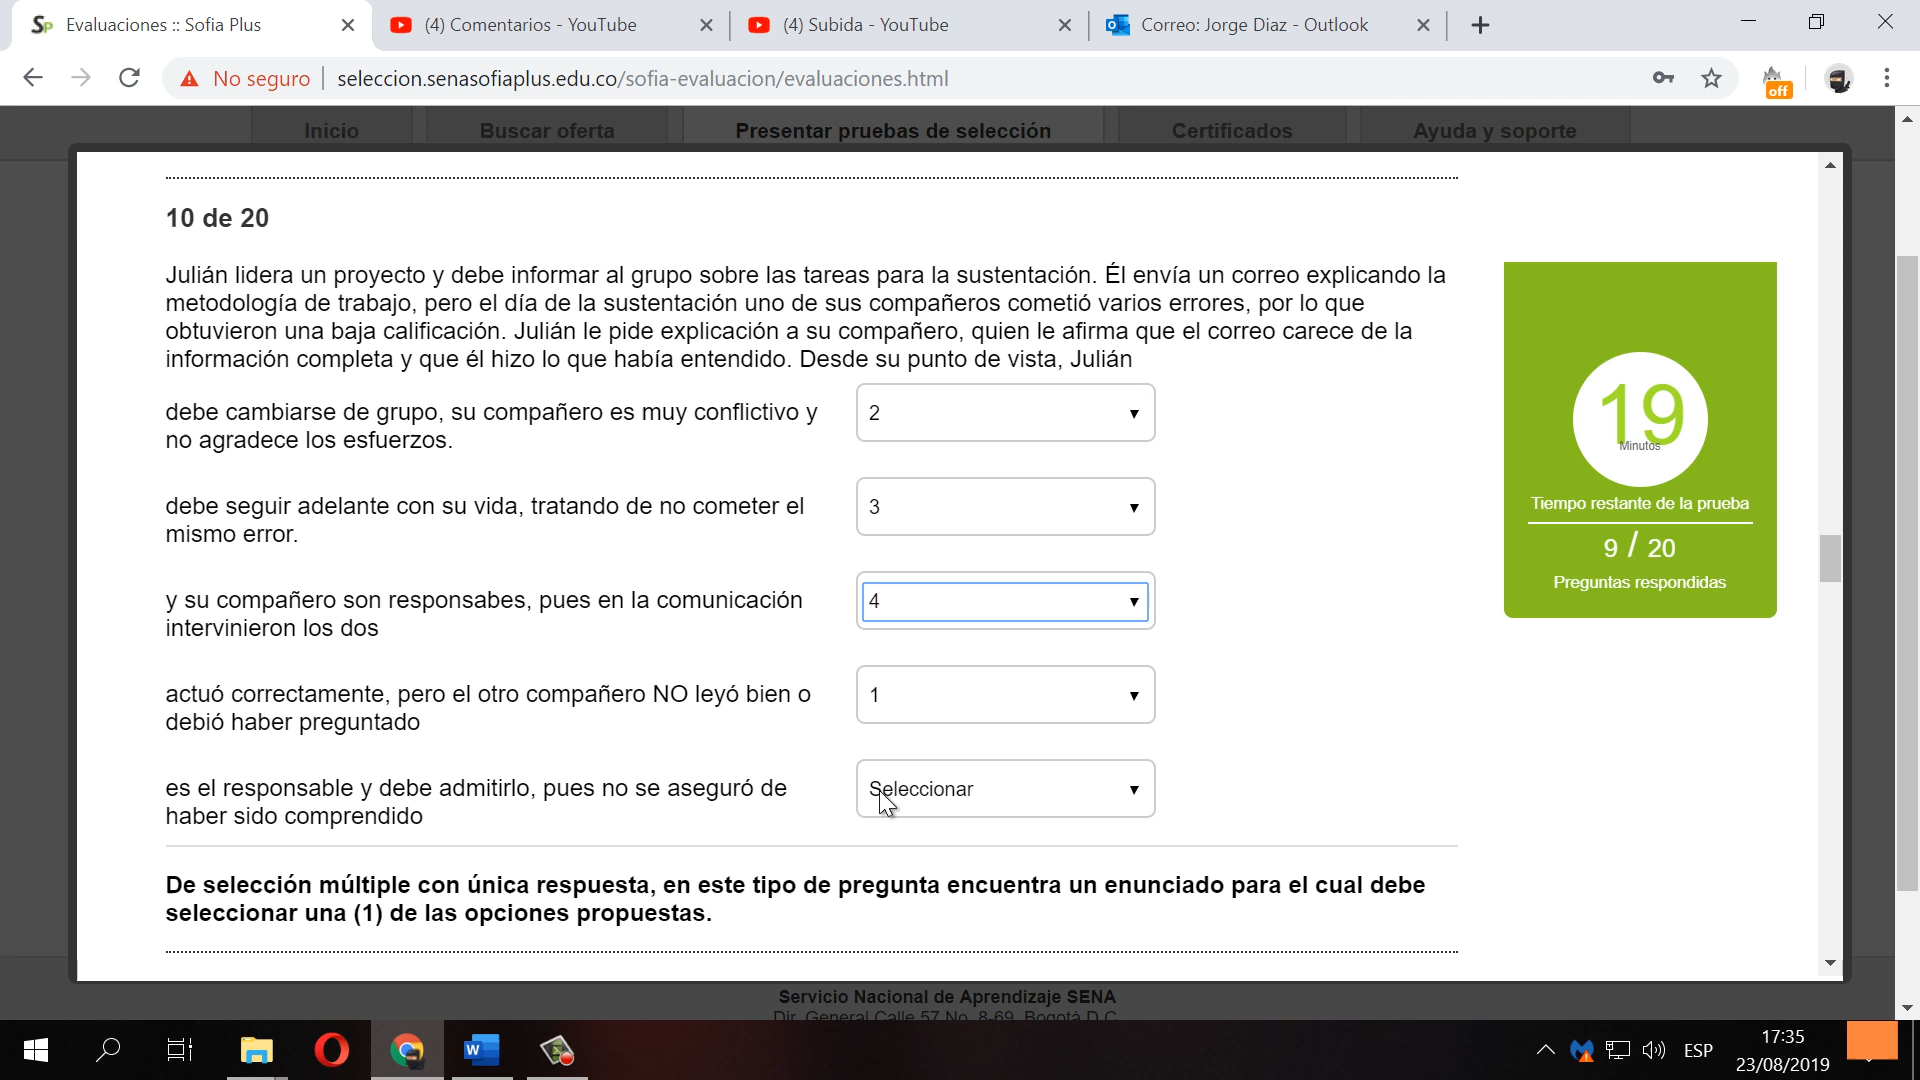 Evaluaciones :: Sofia Plus
(4) Comentarios - YouTube
(4) Subida - YouTube
Correo: Jorge Diaz - Outlook
No seguro
seleccion.senasofiaplus.edu.co/sofia-evaluacion/evaluaciones.html
off
Inicio
Buscar oferta
Presentar pruebas de selección
Certificados
Ayuda y soporte
10 de 20
Julián lidera un proyecto y debe informar al grupo sobre las tareas para la sustentación. Él envía un correo explicando la
metodología de trabajo, pero el día de la sustentación uno de sus compañeros cometió varios errores, por lo que
obtuvieron una baja calificación. Julián le pide explicación a su compañero, quien le afirma que el correo carece de la
información completa y que él hizo lo que había entendido. Desde su punto de vista, Julián
debe cambiarse de grupo, su compañero es muy conflictivo y
no agradece los esfuerzos.
2
debe seguir adelante con su vida, tratando de no cometer el
mismo error.
3
y su compañero son responsabes, pues en la comunicación
intervinieron los dos
4
actuó correctamente, pero el otro compañero NO leyó bien o
debió haber preguntado
1
es el responsable y debe admitirlo, pues no se aseguró de
haber sido comprendido
Seleccionar
De selección múltiple con única respuesta, en este tipo de pregunta encuentra un enunciado para el cual debe
seleccionar una (1) de las opciones propuestas.
19
Minutos
Tiempo restante de la prueba
9 / 20
Preguntas respondidas
Servicio Nacional de Aprendizaje SENA
Dir. General Calle 57 No. 8-69, Bogotá D.C
ESP
17:35
23/08/2019